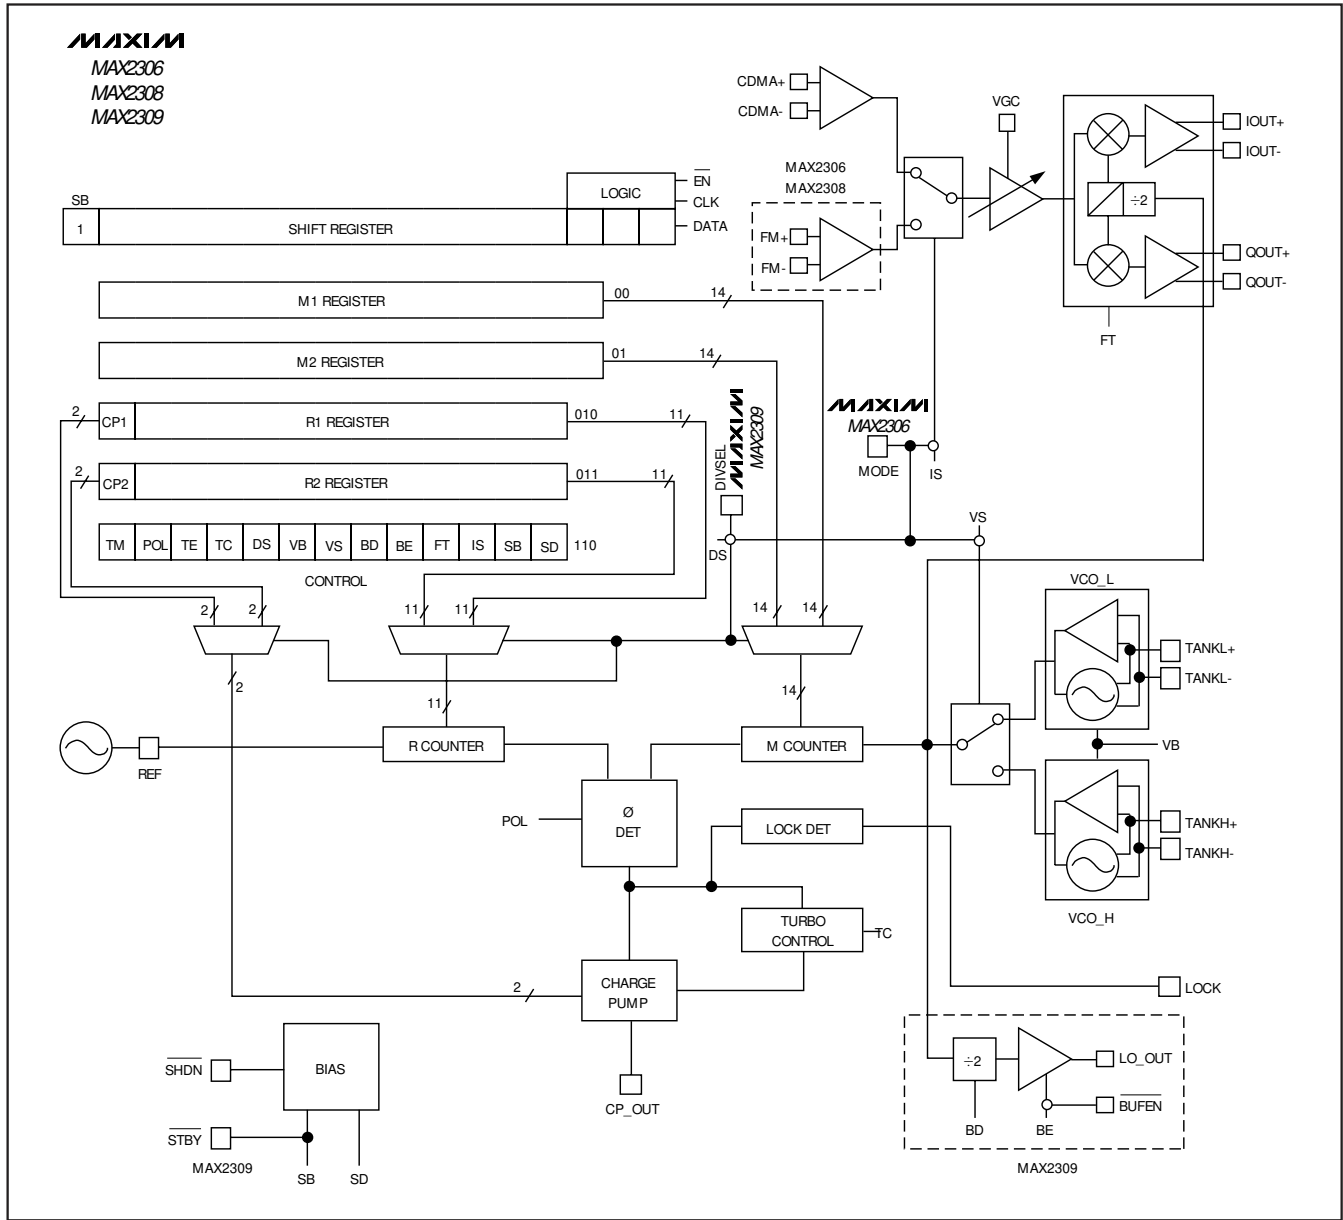 MAXIM
MAX2306
MAX2308
MAX2309
CDMA+
CDMA-
VGC
IOUT+
IOUT-
MAX2306
MAX2308
÷2
FM+
FM-
QOUT+
QOUT-
FT
SB
LOGIC
EN
CLK
DATA
1
SHIFT REGISTER
M1 REGISTER
00
14
M2 REGISTER
01
14
2
CP1
R1 REGISTER
010
11
2
CP2
R2 REGISTER
011
11
DIVSEL
MAXIM
MAX2309
MAXIM
MAX2306
MODE
IS
TM
POL
TE
TC
DS
VB
VS
BD
BE
FT
IS
SB
SD
110
CONTROL
DS
VS
2
2
11
11
14
14
VCO_L
TANKL+
TANKL-
2
11
14
REF
R COUNTER
M COUNTER
VB
POL
Ø
DET
LOCK DET
TANKH+
TANKH-
VCO_H
TURBO
CONTROL
TC
2
CHARGE
PUMP
LOCK
CP_OUT
SHDN
BIAS
STBY
MAX2309
SB
SD
÷2
LO_OUT
BUFEN
BD
BE
MAX2309